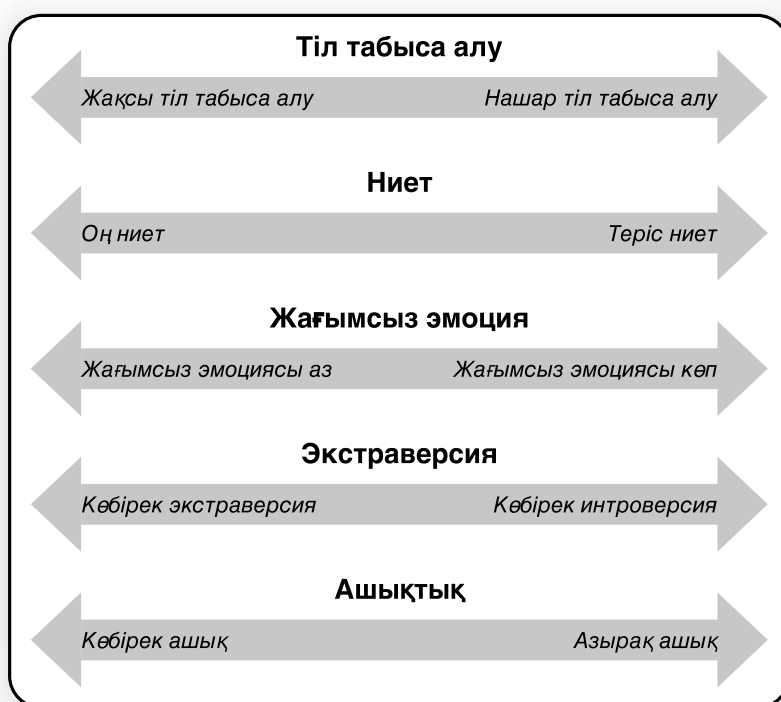 Тіл табыса алу
Жақсы тіл табыса алу Нашар тіл табыса алу
Ниет
Оң ниет Теріс ниет
Жағымсыз эмоция
Жағымсыз эмоциясы аз Жағымсыз эмоциясы көп
Экстраверсия
Көбірек экстраверсия Көбірек интроверсия
Ашықтық
Көбірек ашық Азырақ ашық